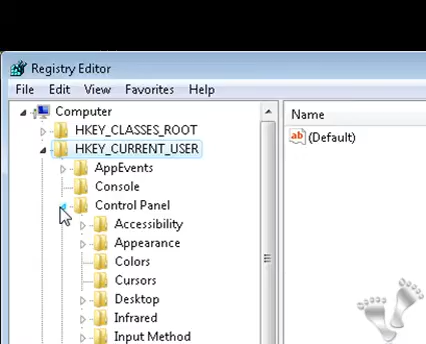 Registry Editor
File Edit View Favorites Help
Computer
HKEY_CLASSES_ROOT
HKEY_CURRENT_USER
AppEvents
Console
Control Panel
Accessibility
Appearance
Colors
Cursors
Desktop
Infrared
Input Method
Name
ab (Default)